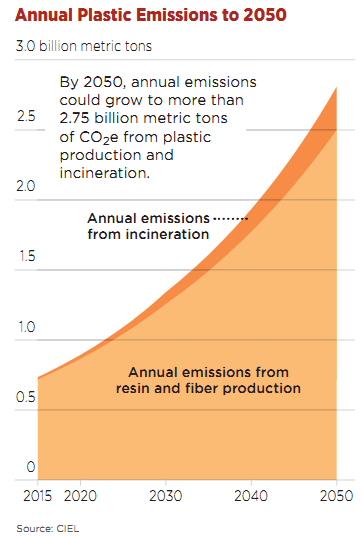 Annual Plastic Emissions to 2050
3.0 billion metric tons
By 2050, annual emissions
could grow to more than
2.75 billion metric tons
of CO₂e from plastic
production and
incineration.
2.5
2.0
Annual emissions
from incineration
1.5
1.0
Annual emissions from
resin and fiber production
0.5
0
2015 2020 2030 2040 2050
Source: CIEL